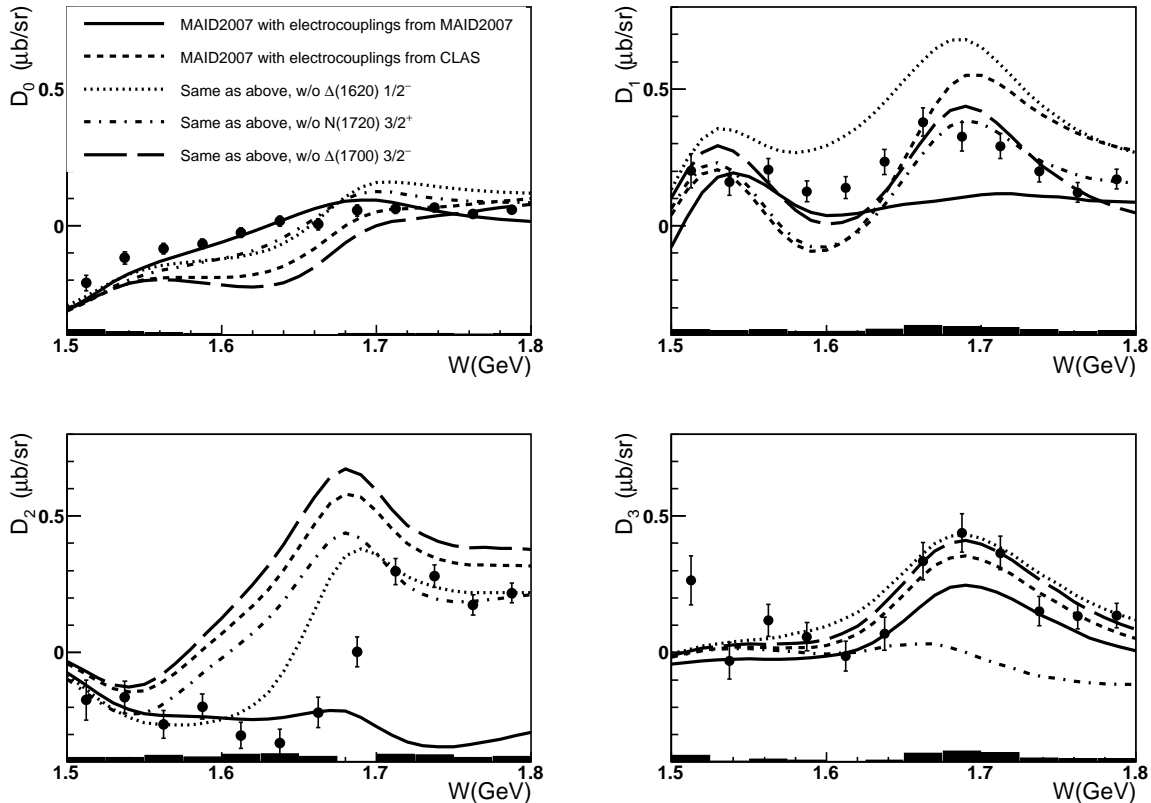 D0 (μb/sr)
MAID2007 with electrocouplings from MAID2007
MAID2007 with electrocouplings from CLAS
Same as above, w/o Δ(1620) 1/2⁻
Same as above, w/o N(1720) 3/2⁺
Same as above, w/o Δ(1700) 3/2⁻
0.5
0
1.5 1.6 1.7 1.8
W(GeV)
D1 (μb/sr)
0.5
0
1.5 1.6 1.7 1.8
W(GeV)
D2 (μb/sr)
0.5
0
1.5 1.6 1.7 1.8
W(GeV)
D3 (μb/sr)
0.5
0
1.5 1.6 1.7 1.8
W(GeV)